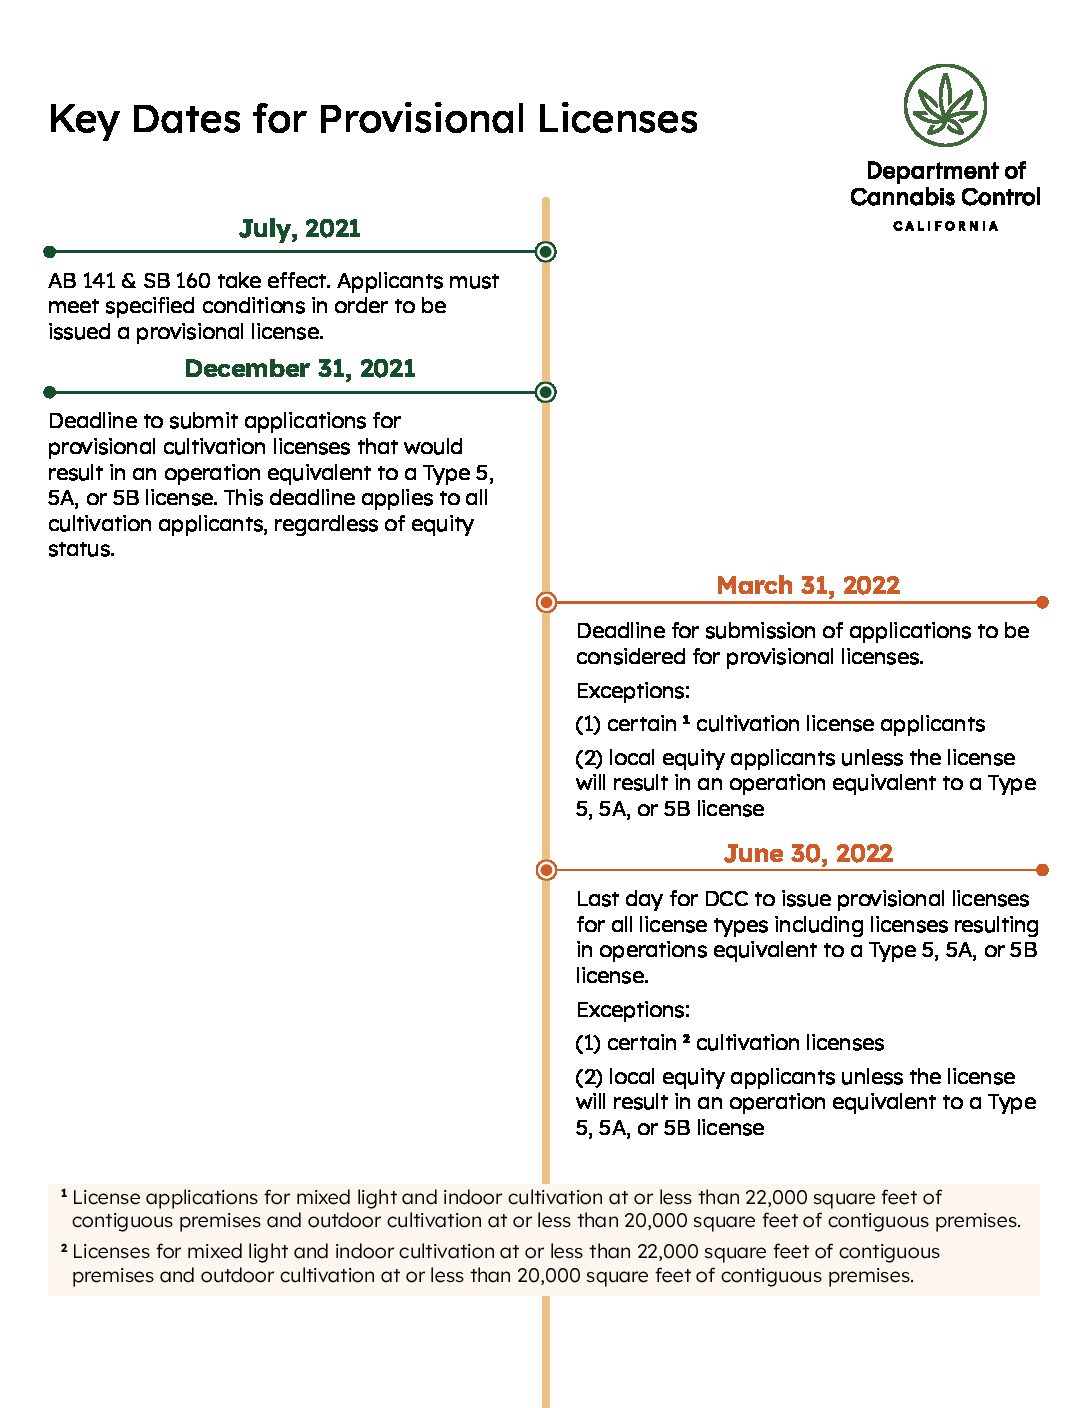 Key Dates for Provisional Licenses
Department of
Cannabis Control
CALIFORNIA
July, 2021
AB 141 & SB 160 take effect. Applicants must
meet specified conditions in order to be
issued a provisional license.
December 31, 2021
Deadline to submit applications for
provisional cultivation licenses that would
result in an operation equivalent to a Type 5,
5A, or 5B license. This deadline applies to all
cultivation applicants, regardless of equity
status.
March 31, 2022
Deadline for submission of applications to be
considered for provisional licenses.
Exceptions:
(1) certain ¹ cultivation license applicants
(2) local equity applicants unless the license
will result in an operation equivalent to a Type
5, 5A, or 5B license
June 30, 2022
Last day for DCC to issue provisional licenses
for all license types including licenses resulting
in operations equivalent to a Type 5, 5A, or 5B
license.
Exceptions:
(1) certain ² cultivation licenses
(2) local equity applicants unless the license
will result in an operation equivalent to a Type
5, 5A, or 5B license
¹ License applications for mixed light and indoor cultivation at or less than 22,000 square feet of
contiguous premises and outdoor cultivation at or less than 20,000 square feet of contiguous premises.
² Licenses for mixed light and indoor cultivation at or less than 22,000 square feet of contiguous
premises and outdoor cultivation at or less than 20,000 square feet of contiguous premises.